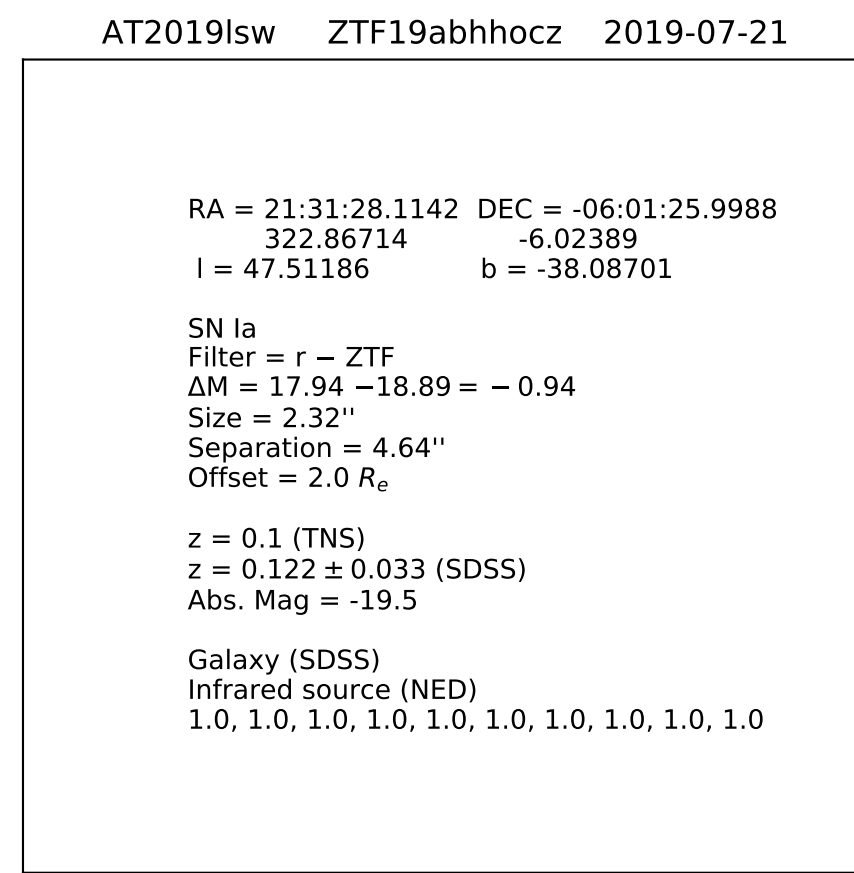 AT2019lsw ZTF19abhhocz 2019-07-21
RA = 21:31:28.1142 DEC = -06:01:25.9988
322.86714 -6.02389
l = 47.51186 b = -38.08701
SN Ia
Filter = r − ZTF
ΔM = 17.94 −18.89 = − 0.94
Size = 2.32''
Separation = 4.64''
Offset = 2.0 Rₑ
z = 0.1 (TNS)
z = 0.122 ± 0.033 (SDSS)
Abs. Mag = -19.5
Galaxy (SDSS)
Infrared source (NED)
1.0, 1.0, 1.0, 1.0, 1.0, 1.0, 1.0, 1.0, 1.0, 1.0